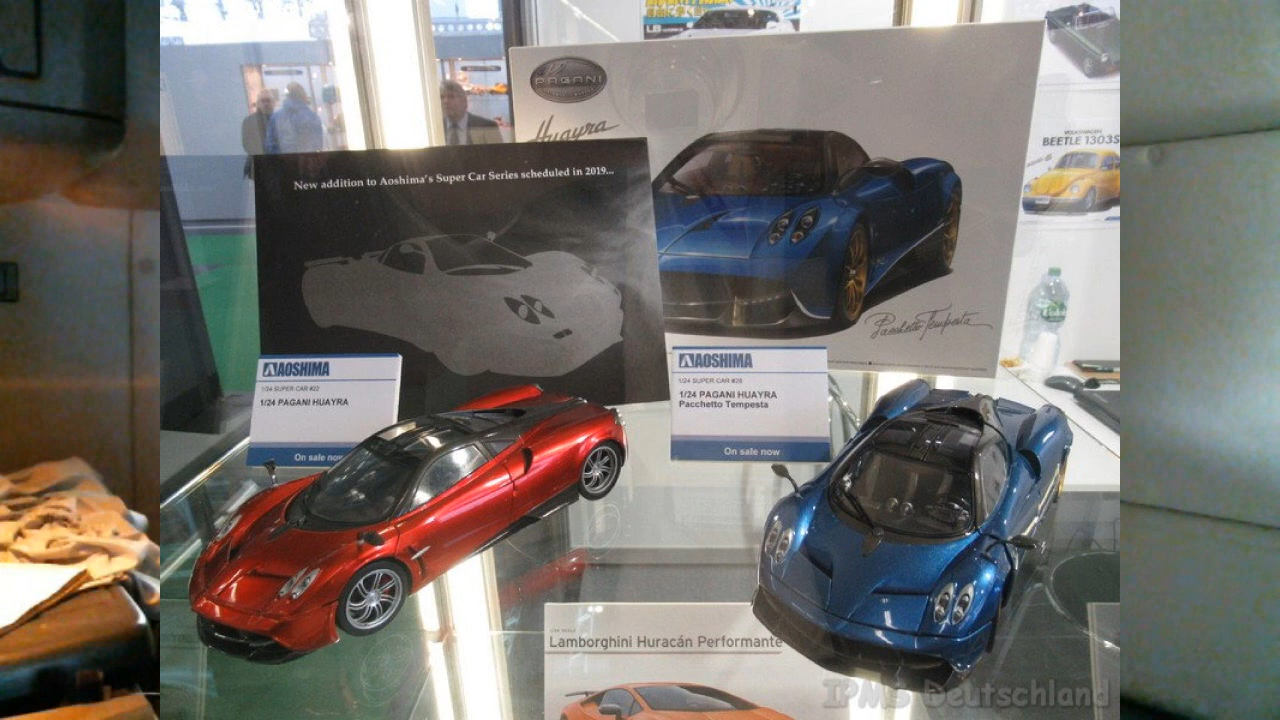 PAGANI
Huayra
New addition to Aoshima's Super Car Series scheduled in 2019...
VOLKSWAGEN
BEETLE 1303S
Pacchetto Tempesta
AOSHIMA
1/24 SUPER CAR #22
1/24 PAGANI HUAYRA
On sale now
AOSHIMA
1/24 SUPER CAR #26
1/24 PAGANI HUAYRA
Pacchetto Tempesta
On sale now
Lamborghini Huracán Performante
IPMS Deutschland